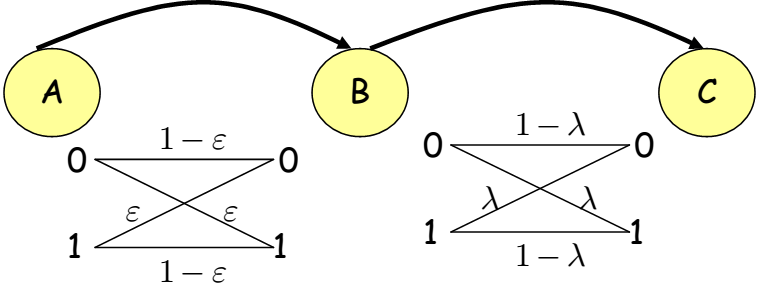 A B C
1 − ε 1 − λ
0 0 0 0
ε ε λ λ
1 1 1 1
1 − ε 1 − λ